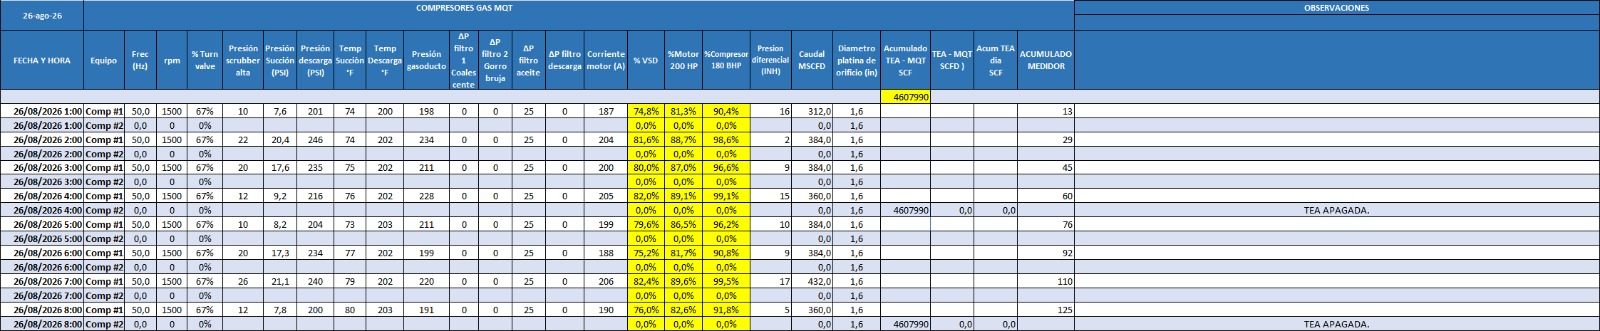 26-ago-26 COMPRESORES GAS MQT OBSERVACIONES
FECHA Y HORA Equipo Frec (Hz) rpm % Turn valve Presión scrubber alta Presión Succión (PSI) Presión descarga (PSI) Temp Succión °F Temp Descarga °F Presión gasoducto ΔP filtro 1 Coales cente ΔP filtro 2 Gorro bruja ΔP filtro aceite ΔP filtro descarga Corriente motor (A) % VSD %Motor 200 HP %Compresor 180 BHP Presion diferencial (INH) Caudal MSCFD Diametro platina de orificio (in) Acumulado TEA - MQT SCF TEA - MQT SCFD ) Acum TEA dia SCF ACUMULADO MEDIDOR
4607990
26/08/2026 1:00 Comp #1 50,0 1500 67% 10 7,6 201 74 200 198 0 0 25 0 187 74,8% 81,3% 90,4% 16 312,0 1,6 13
26/08/2026 1:00 Comp #2 0,0 0 0% 0,0% 0,0% 0,0% 0,0 1,6
26/08/2026 2:00 Comp #1 50,0 1500 67% 22 20,4 246 74 202 234 0 0 25 0 204 81,6% 88,7% 98,6% 2 384,0 1,6 29
26/08/2026 2:00 Comp #2 0,0 0 0% 0,0% 0,0% 0,0% 0,0 1,6
26/08/2026 3:00 Comp #1 50,0 1500 67% 20 17,6 235 75 202 211 0 0 25 0 200 80,0% 87,0% 96,6% 9 384,0 1,6 45
26/08/2026 3:00 Comp #2 0,0 0 0% 0,0% 0,0% 0,0% 0,0 1,6
26/08/2026 4:00 Comp #1 50,0 1500 67% 12 9,2 216 76 202 228 0 0 25 0 205 82,0% 89,1% 99,1% 15 360,0 1,6 60
26/08/2026 4:00 Comp #2 0,0 0 0% 0,0% 0,0% 0,0% 0,0 1,6 4607990 0,0 0,0 TEA APAGADA.
26/08/2026 5:00 Comp #1 50,0 1500 67% 10 8,2 204 73 203 211 0 0 25 0 199 79,6% 86,5% 96,2% 10 384,0 1,6 76
26/08/2026 5:00 Comp #2 0,0 0 0% 0,0% 0,0% 0,0% 0,0 1,6
26/08/2026 6:00 Comp #1 50,0 1500 67% 20 17,3 234 77 202 199 0 0 25 0 188 75,2% 81,7% 90,8% 9 384,0 1,6 92
26/08/2026 6:00 Comp #2 0,0 0 0% 0,0% 0,0% 0,0% 0,0 1,6
26/08/2026 7:00 Comp #1 50,0 1500 67% 26 21,1 240 79 202 220 0 0 25 0 206 82,4% 89,6% 99,5% 17 432,0 1,6 110
26/08/2026 7:00 Comp #2 0,0 0 0% 0,0% 0,0% 0,0% 0,0 1,6
26/08/2026 8:00 Comp #1 50,0 1500 67% 12 7,8 200 80 203 191 0 0 25 0 190 76,0% 82,6% 91,8% 5 360,0 1,6 125
26/08/2026 8:00 Comp #2 0,0 0 0% 0,0% 0,0% 0,0% 0,0 1,6 4607990 0,0 0,0 TEA APAGADA.